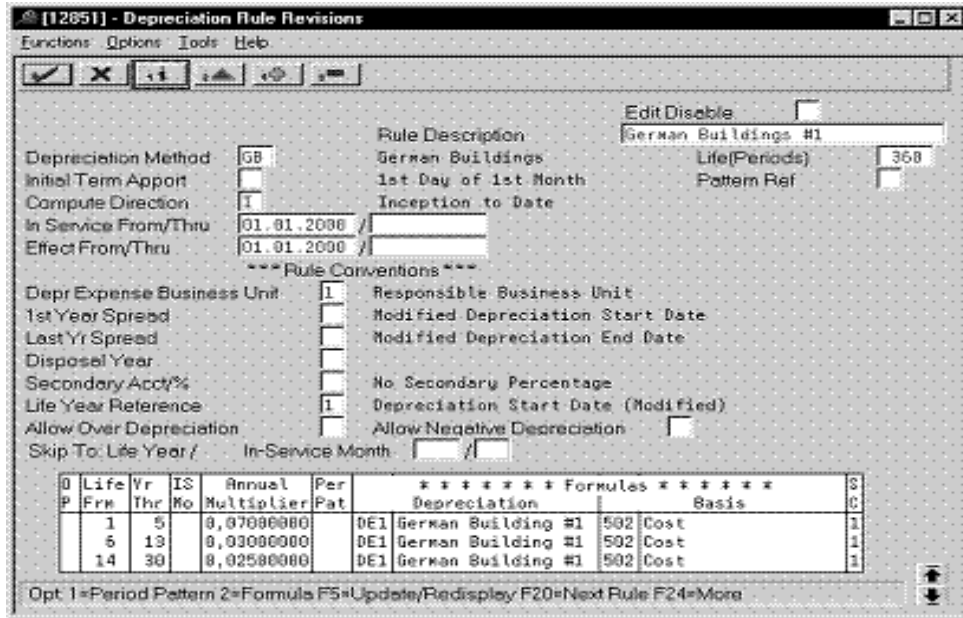 [12851] - Depreciation Rule Revisions
Functions Options Tools Help
Edit Disable
Rule Description German Buildings #1
Depreciation Method GB German Buildings Life(Periods) 360
Initial Term Apport 1st Day of 1st Month Pattern Ref
Compute Direction I Inception to Date
In Service From/Thru 01.01.2000 /
Effect From/Thru 01.01.2000 /
*** Rule Conventions ***
Depr Expense Business Unit 1 Responsible Business Unit
1st Year Spread Modified Depreciation Start Date
Last Yr Spread Modified Depreciation End Date
Disposal Year
Secondary Acct/% No Secondary Percentage
Life Year Reference 1 Depreciation Start Date (Modified)
Allow Over Depreciation Allow Negative Depreciation
Skip To: Life Year / In-Service Month /
O Life Yr IS Annual Per * * * * * * * Formulas * * * * * * S
P Frm Thr Mo Multiplier Pat Depreciation Basis C
1 5 0,07000000 DE1 German Building #1 502 Cost 1
6 13 0,03000000 DE1 German Building #1 502 Cost 1
14 30 0,02500000 DE1 German Building #1 502 Cost 1
Opt: 1=Period Pattern 2=Formula F5=Update/Redisplay F20=Next Rule F24=More